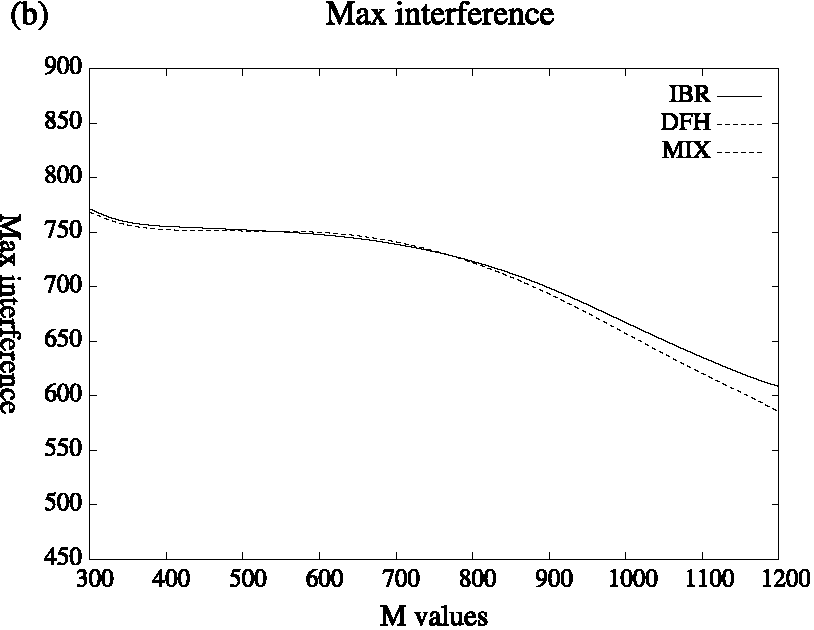 (b) Max interference
900
850
800
750
700
650
600
550
500
450
IBR
DFH
MIX
Max interference
300 400 500 600 700 800 900 1000 1100 1200
M values